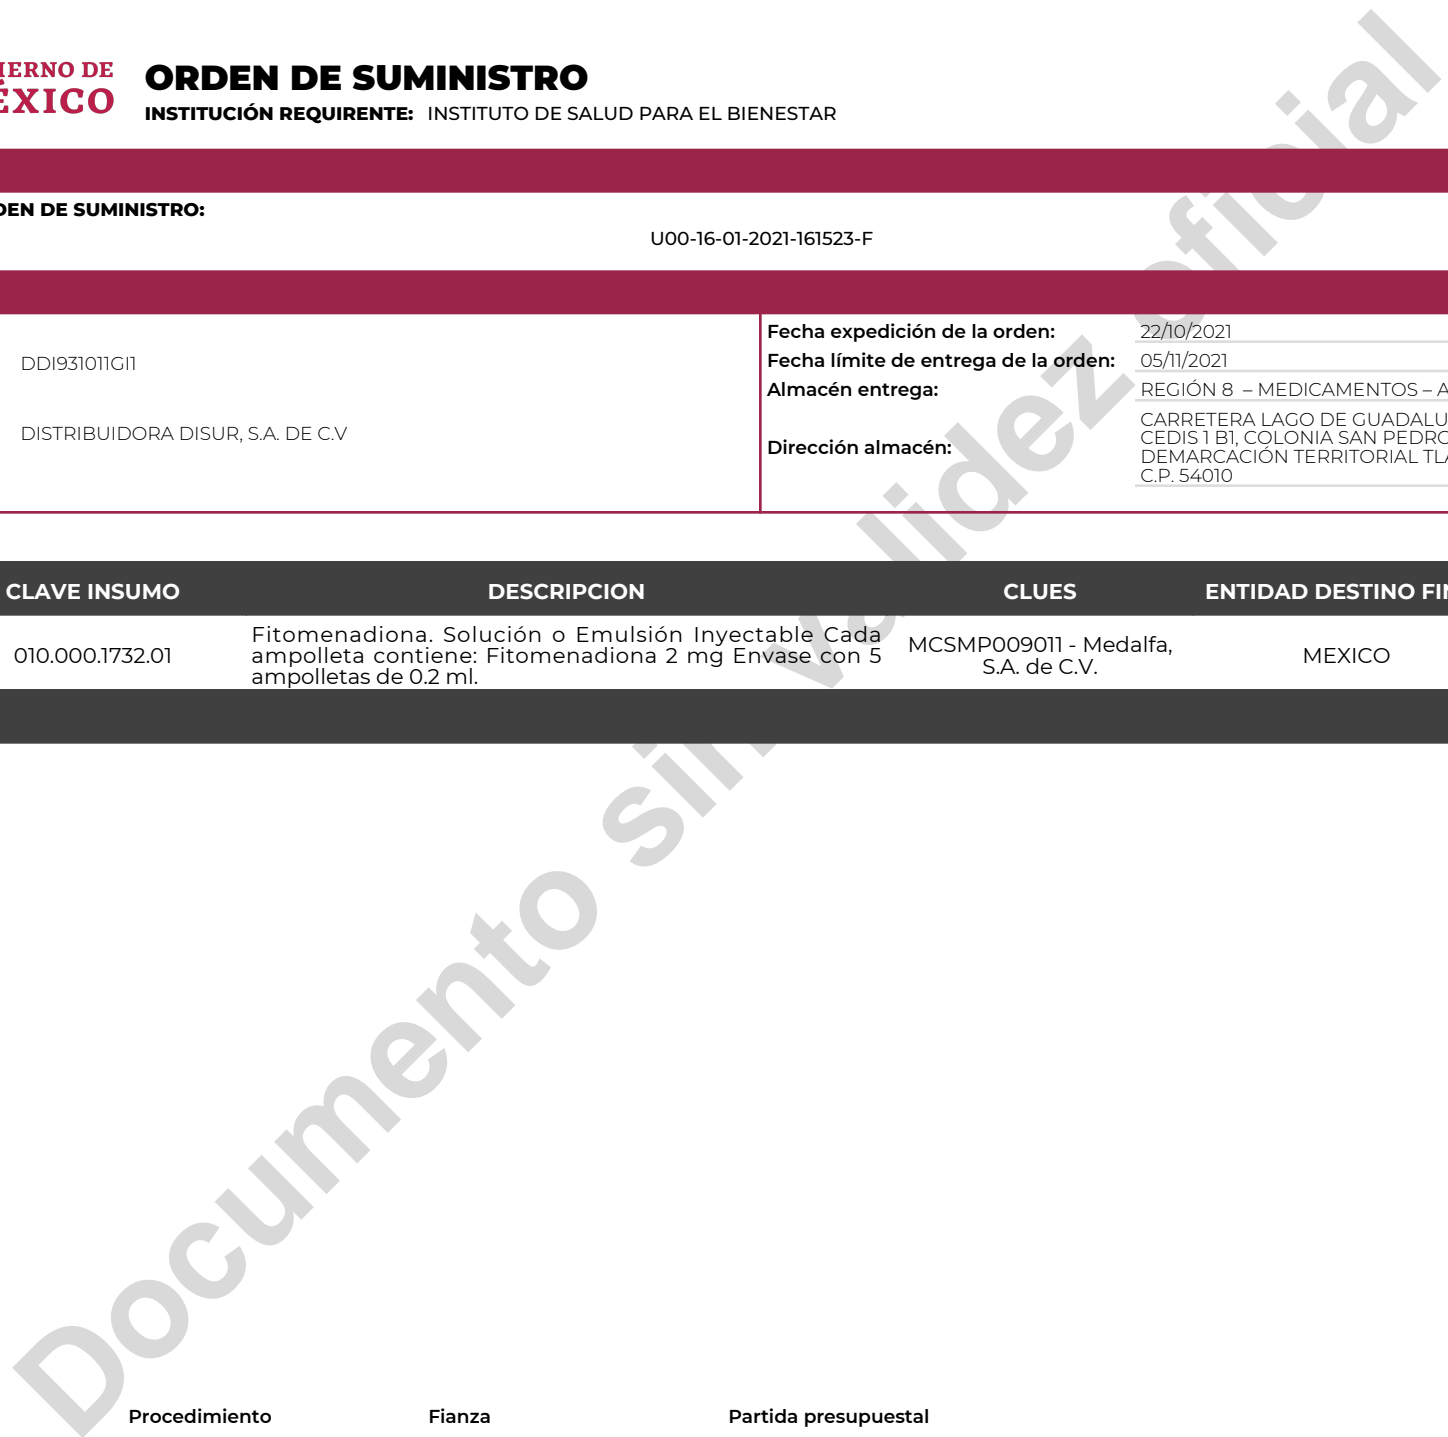 IERNO DE
ÉXICO
ORDEN DE SUMINISTRO
INSTITUCIÓN REQUIRENTE: INSTITUTO DE SALUD PARA EL BIENESTAR
DEN DE SUMINISTRO:
U00-16-01-2021-161523-F
DDI931011GI1
DISTRIBUIDORA DISUR, S.A. DE C.V
Fecha expedición de la orden: 22/10/2021
Fecha límite de entrega de la orden: 05/11/2021
Almacén entrega: REGIÓN 8 – MEDICAMENTOS – A
Dirección almacén:
CARRETERA LAGO DE GUADALU
CEDIS 1 B1, COLONIA SAN PEDRO
DEMARCACIÓN TERRITORIAL TLA
C.P. 54010
CLAVE INSUMO DESCRIPCION CLUES ENTIDAD DESTINO FIN
010.000.1732.01
Fitomenadiona. Solución o Emulsión Inyectable Cada
ampolleta contiene: Fitomenadiona 2 mg Envase con 5
ampolletas de 0.2 ml.
MCSMP009011 - Medalfa,
S.A. de C.V.
MEXICO
Documento sin validez oficial
Procedimiento Fianza Partida presupuestal